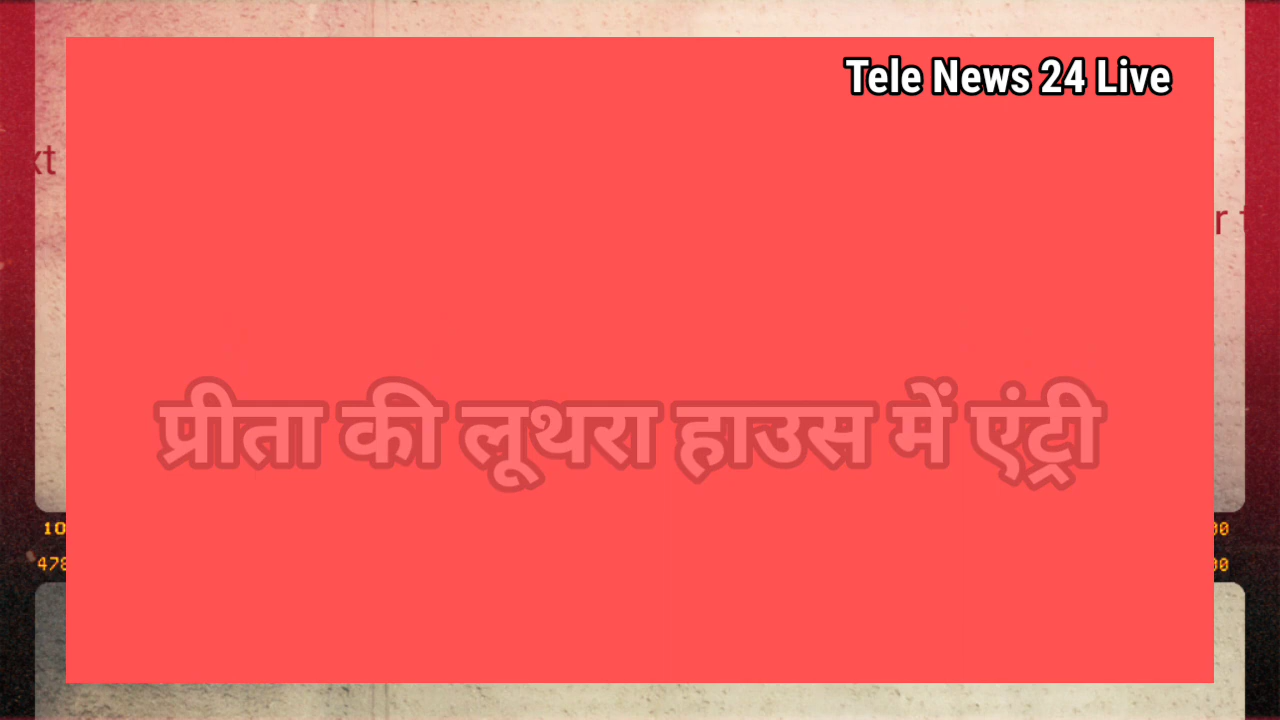 Tele News 24 Live
प्रीता की लूथरा हाउस में एंट्री